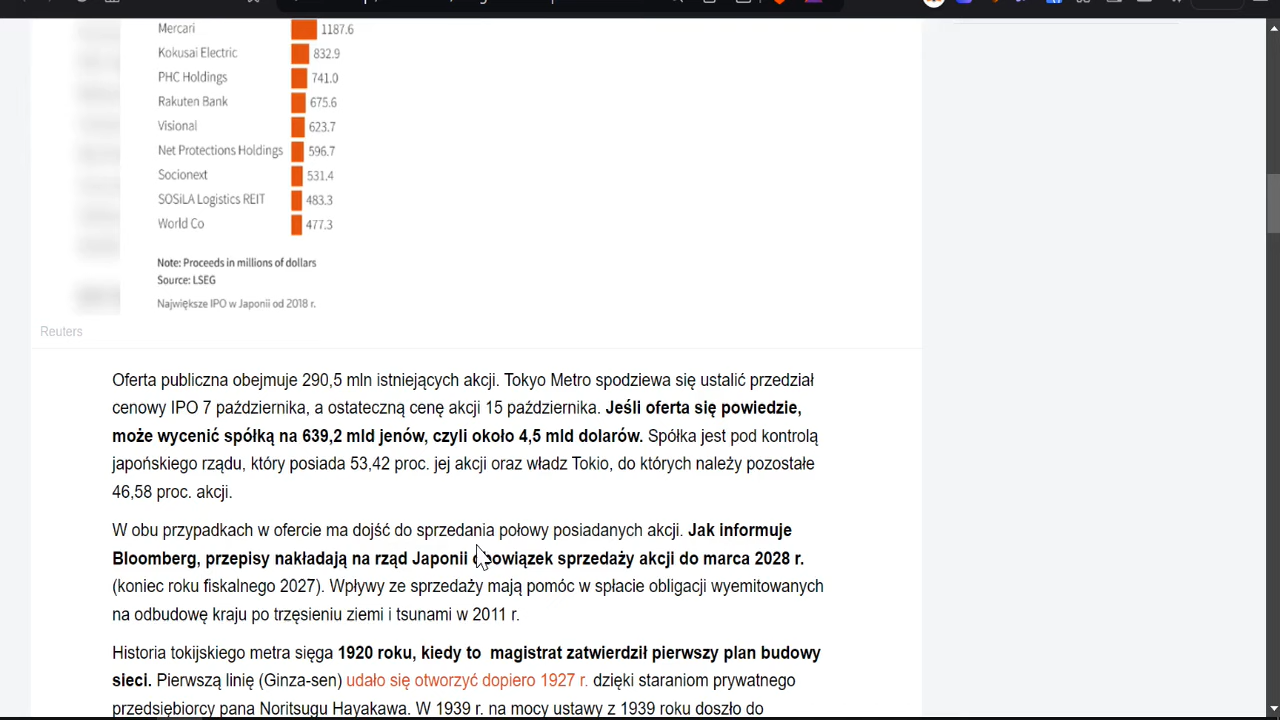 Mercari 1187.6
Kokusai Electric 832.9
PHC Holdings 741.0
Rakuten Bank 675.6
Visional 623.7
Net Protections Holdings 596.7
Socionext 531.4
SOSiLA Logistics REIT 483.3
World Co 477.3
Note: Proceeds in millions of dollars
Source: LSEG
Największe IPO w Japonii od 2018 r.
Reuters
Oferta publiczna obejmuje 290,5 mln istniejących akcji. Tokyo Metro spodziewa się ustalić przedział
cenowy IPO 7 października, a ostateczną cenę akcji 15 października. Jeśli oferta się powiedzie,
może wycenić spółkę na 639,2 mld jenów, czyli około 4,5 mld dolarów. Spółka jest pod kontrolą
japońskiego rządu, który posiada 53,42 proc. jej akcji oraz władz Tokio, do których należy pozostałe
46,58 proc. akcji.
W obu przypadkach w ofercie ma dojść do sprzedania połowy posiadanych akcji. Jak informuje
Bloomberg, przepisy nakładają na rząd Japonii obowiązek sprzedaży akcji do marca 2028 r.
(koniec roku fiskalnego 2027). Wpływy ze sprzedaży mają pomóc w spłacie obligacji wyemitowanych
na odbudowę kraju po trzęsieniu ziemi i tsunami w 2011 r.
Historia tokijskiego metra sięga 1920 roku, kiedy to magistrat zatwierdził pierwszy plan budowy
sieci. Pierwszą linię (Ginza-sen) udało się otworzyć dopiero 1927 r. dzięki staraniom prywatnego
przedsiębiorcy pana Noritsugu Hayakawa. W 1939 r. na mocy ustawy z 1939 roku doszło do